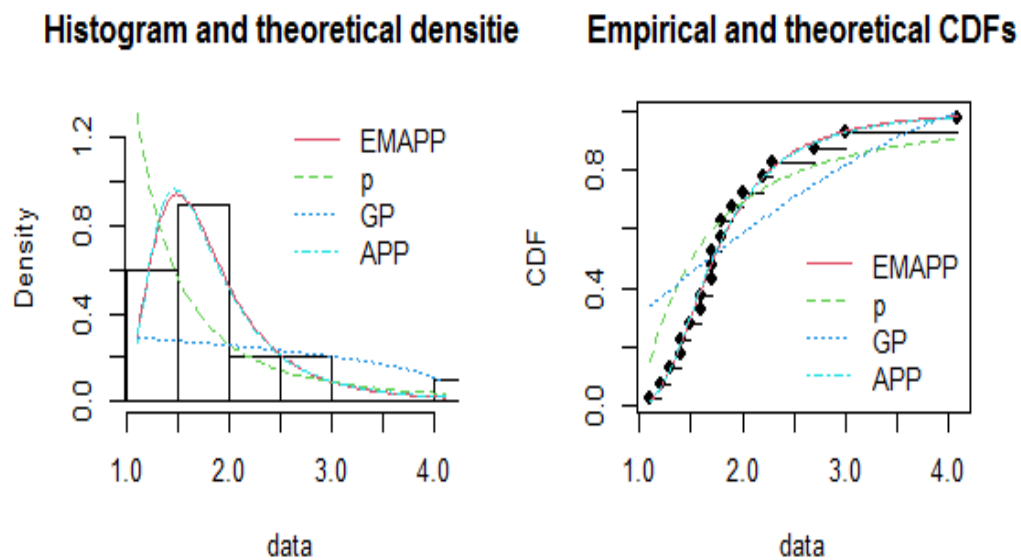 Histogram and theoretical densitie
Density
0.0 0.4 0.8 1.2
EMAPP
p
GP
APP
1.0 2.0 3.0 4.0
data
Empirical and theoretical CDFs
CDF
0.0 0.4 0.8
EMAPP
p
GP
APP
1.0 2.0 3.0 4.0
data